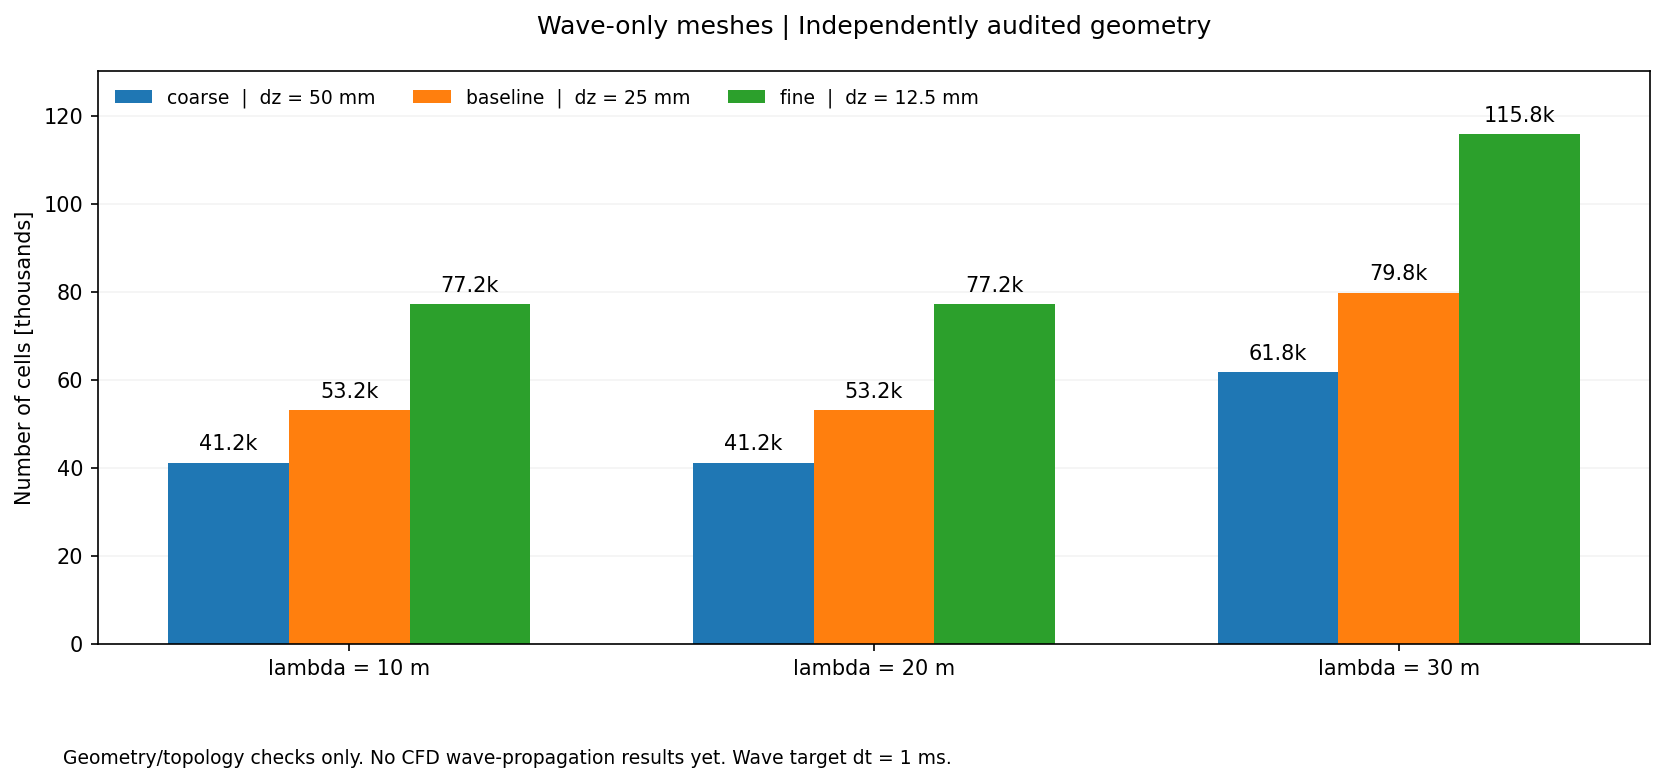 Wave-only meshes | Independently audited geometry
coarse | dz = 50 mm
baseline | dz = 25 mm
fine | dz = 12.5 mm
Number of cells [thousands]
120
100
80
60
40
20
0
41.2k
53.2k
77.2k
41.2k
53.2k
77.2k
61.8k
79.8k
115.8k
lambda = 10 m
lambda = 20 m
lambda = 30 m
Geometry/topology checks only. No CFD wave-propagation results yet. Wave target dt = 1 ms.